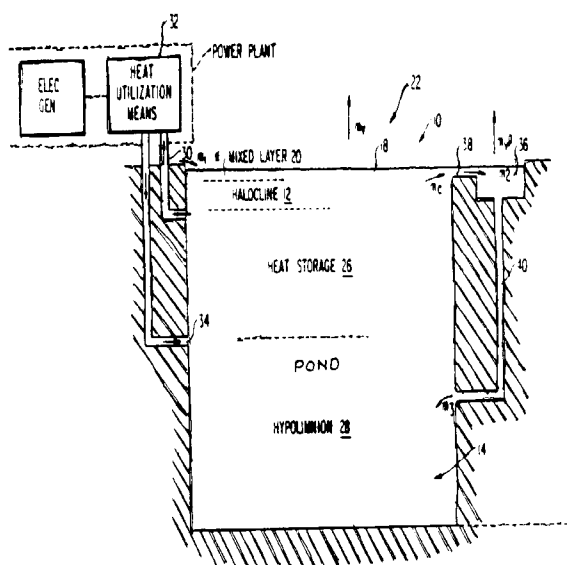 32
POWER PLANT
ELEC
GEN
HEAT
UTILIZATION
MEANS
22
10
30
MIXED LAYER 20
18
38
36
HALOCLINE 12
HEAT STORAGE 26
40
34
POND
HYPOLIMNION 28
14